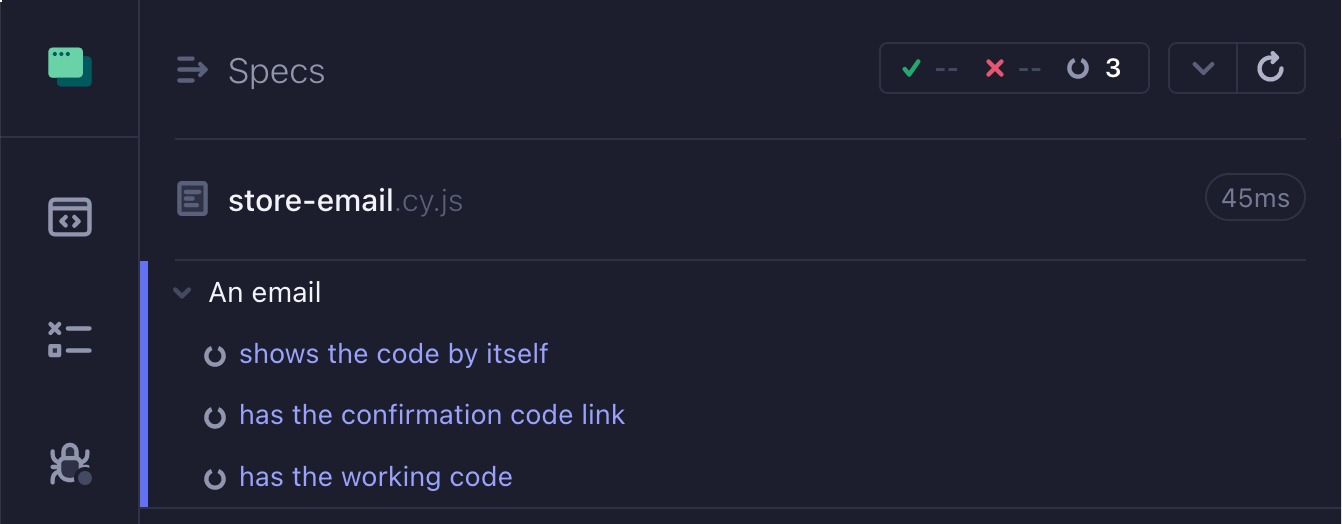 Specs -- -- 3
store-email.cy.js 45ms
An email
shows the code by itself
has the confirmation code link
has the working code